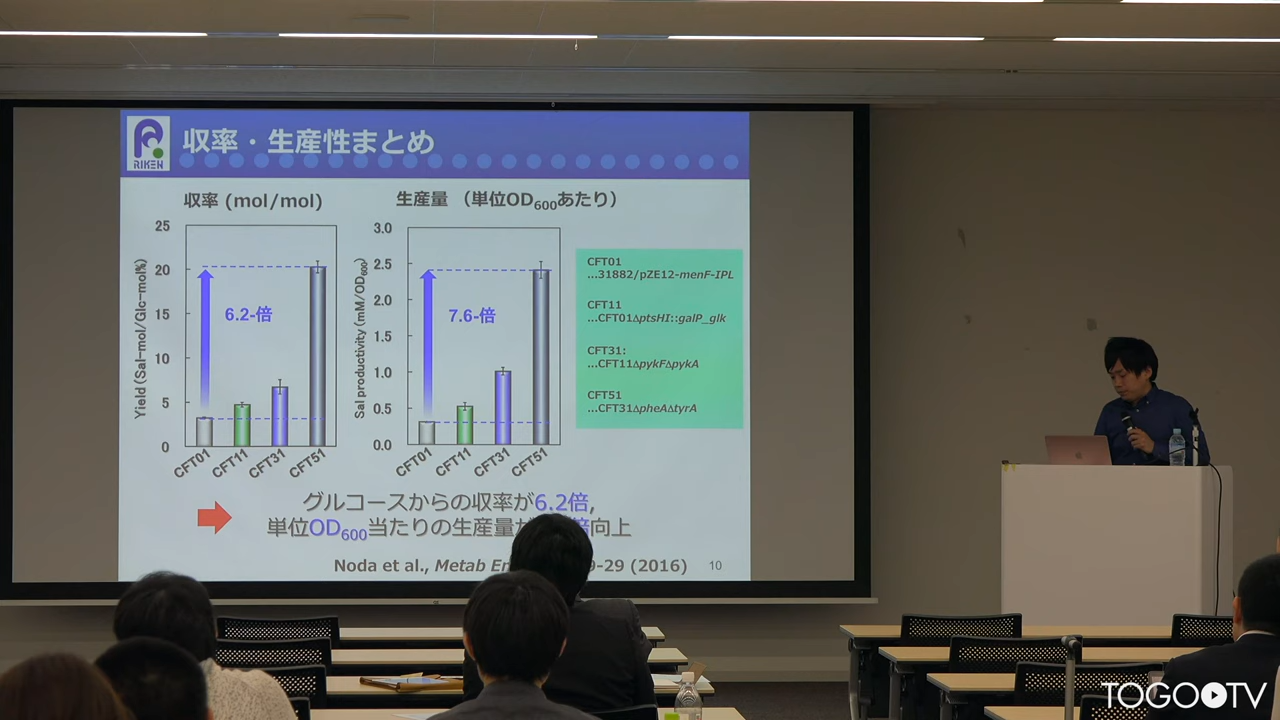 RIKEN
収率・生産性まとめ
収率 (mol/mol)
Yield (Sal-mol/Glc-mol%)
25
20
15
10
5
0
6.2-倍
CFT01
CFT11
CFT31
CFT51
生産量 （単位OD600あたり）
Sal productivity (mM/OD600)
3.0
2.5
2.0
1.5
1.0
0.5
0.0
7.6-倍
CFT01
CFT11
CFT31
CFT51
CFT01
...31882/pZE12-menF-IPL
CFT11
...CFT01ΔptsHI::galP_glk
CFT31:
...CFT11ΔpykFΔpykA
CFT51
...CFT31ΔpheAΔtyrA
グルコースからの収率が6.2倍,
単位OD600当たりの生産量が 倍向上
Noda et al., Metab En 9-29 (2016)
10
TOGOTV